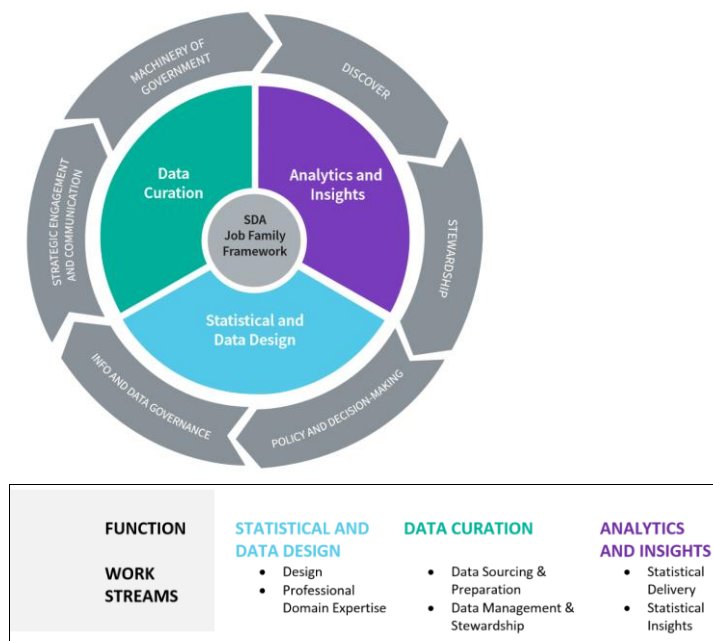 MACHINERY OF
GOVERNMENT
DISCOVER
STEWARDSHIP
POLICY AND DECISION-MAKING
INFO AND DATA GOVERNANCE
STRATEGIC ENGAGEMENT
AND COMMUNICATION
Data
Curation
Analytics and
Insights
SDA
Job Family
Framework
Statistical and
Data Design
FUNCTION
WORK
STREAMS
STATISTICAL AND
DATA DESIGN
• Design
• Professional
Domain Expertise
DATA CURATION
• Data Sourcing &
Preparation
• Data Management &
Stewardship
ANALYTICS
AND INSIGHTS
• Statistical
Delivery
• Statistical
Insights